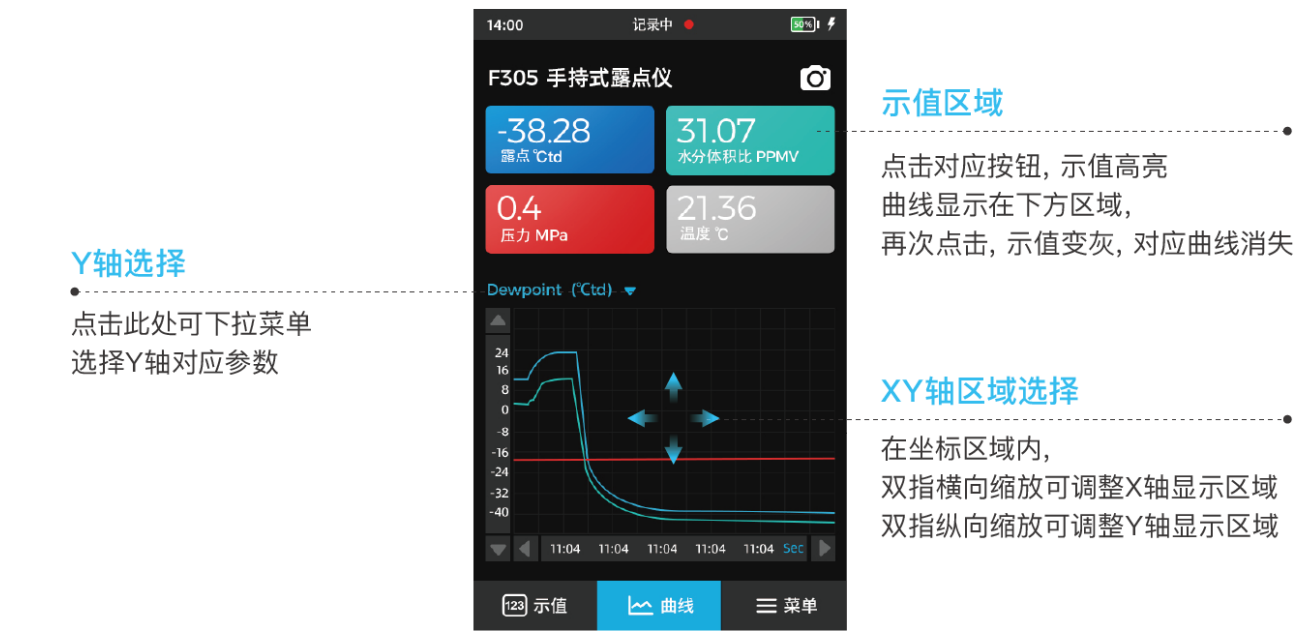 14:00 记录中 50%
F305 手持式露点仪
-38.28
露点 ℃td
31.07
水分体积比 PPMV
0.4
压力 MPa
21.36
温度 ℃
Dewpoint (℃td)
24
16
8
0
-8
-16
-24
-32
-40
11:04 11:04 11:04 11:04 11:04 Sec
123 示值
曲线
菜单
Y轴选择
点击此处可下拉菜单
选择Y轴对应参数
示值区域
点击对应按钮, 示值高亮
曲线显示在下方区域,
再次点击, 示值变灰, 对应曲线消失
XY轴区域选择
在坐标区域内,
双指横向缩放可调整X轴显示区域
双指纵向缩放可调整Y轴显示区域